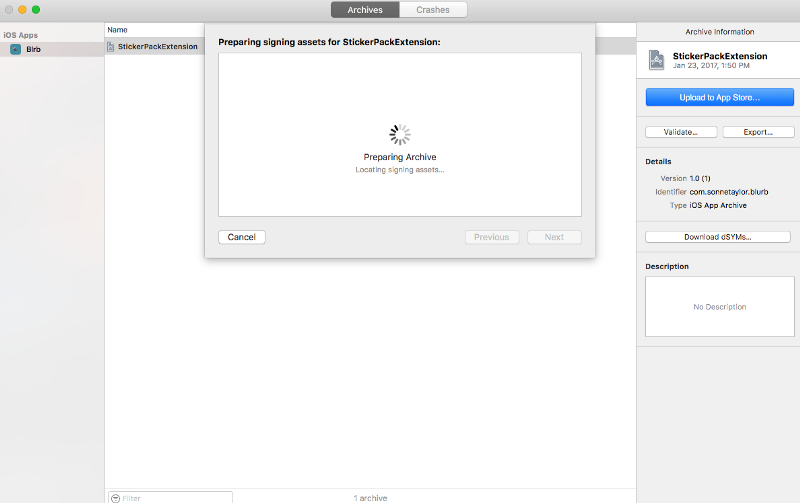 Archives
Crashes
iOS Apps
Blrb
Name
StickerPackExtension
Preparing signing assets for StickerPackExtension:
Preparing Archive
Locating signing assets...
Cancel
Previous
Next
1 archive
Filter
Archive Information
StickerPackExtension
Jan 23, 2017, 1:50 PM
Upload to App Store...
Validate...
Export...
Details
Version 1.0 (1)
Identifier com.sonnetaylor.blurb
Type iOS App Archive
Download dSYMs...
Description
No Description